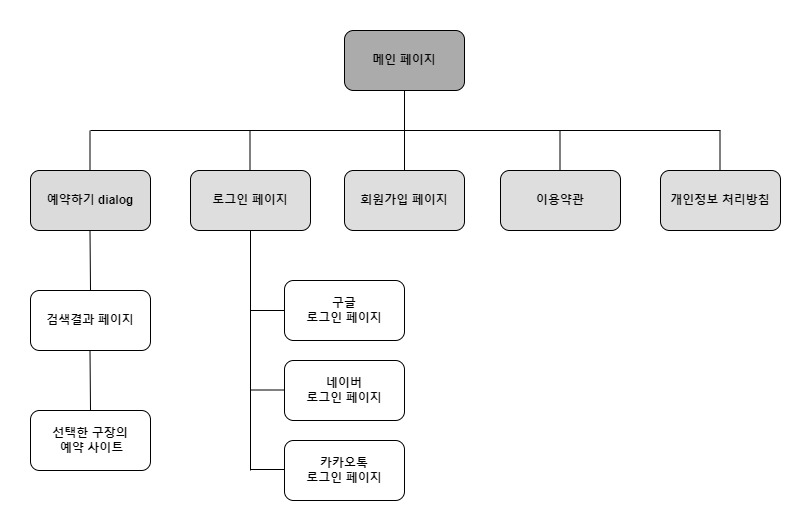 메인 페이지
예약하기 dialog
로그인 페이지
회원가입 페이지
이용약관
개인정보 처리방침
검색결과 페이지
선택한 구장의
예약 사이트
구글
로그인 페이지
네이버
로그인 페이지
카카오톡
로그인 페이지